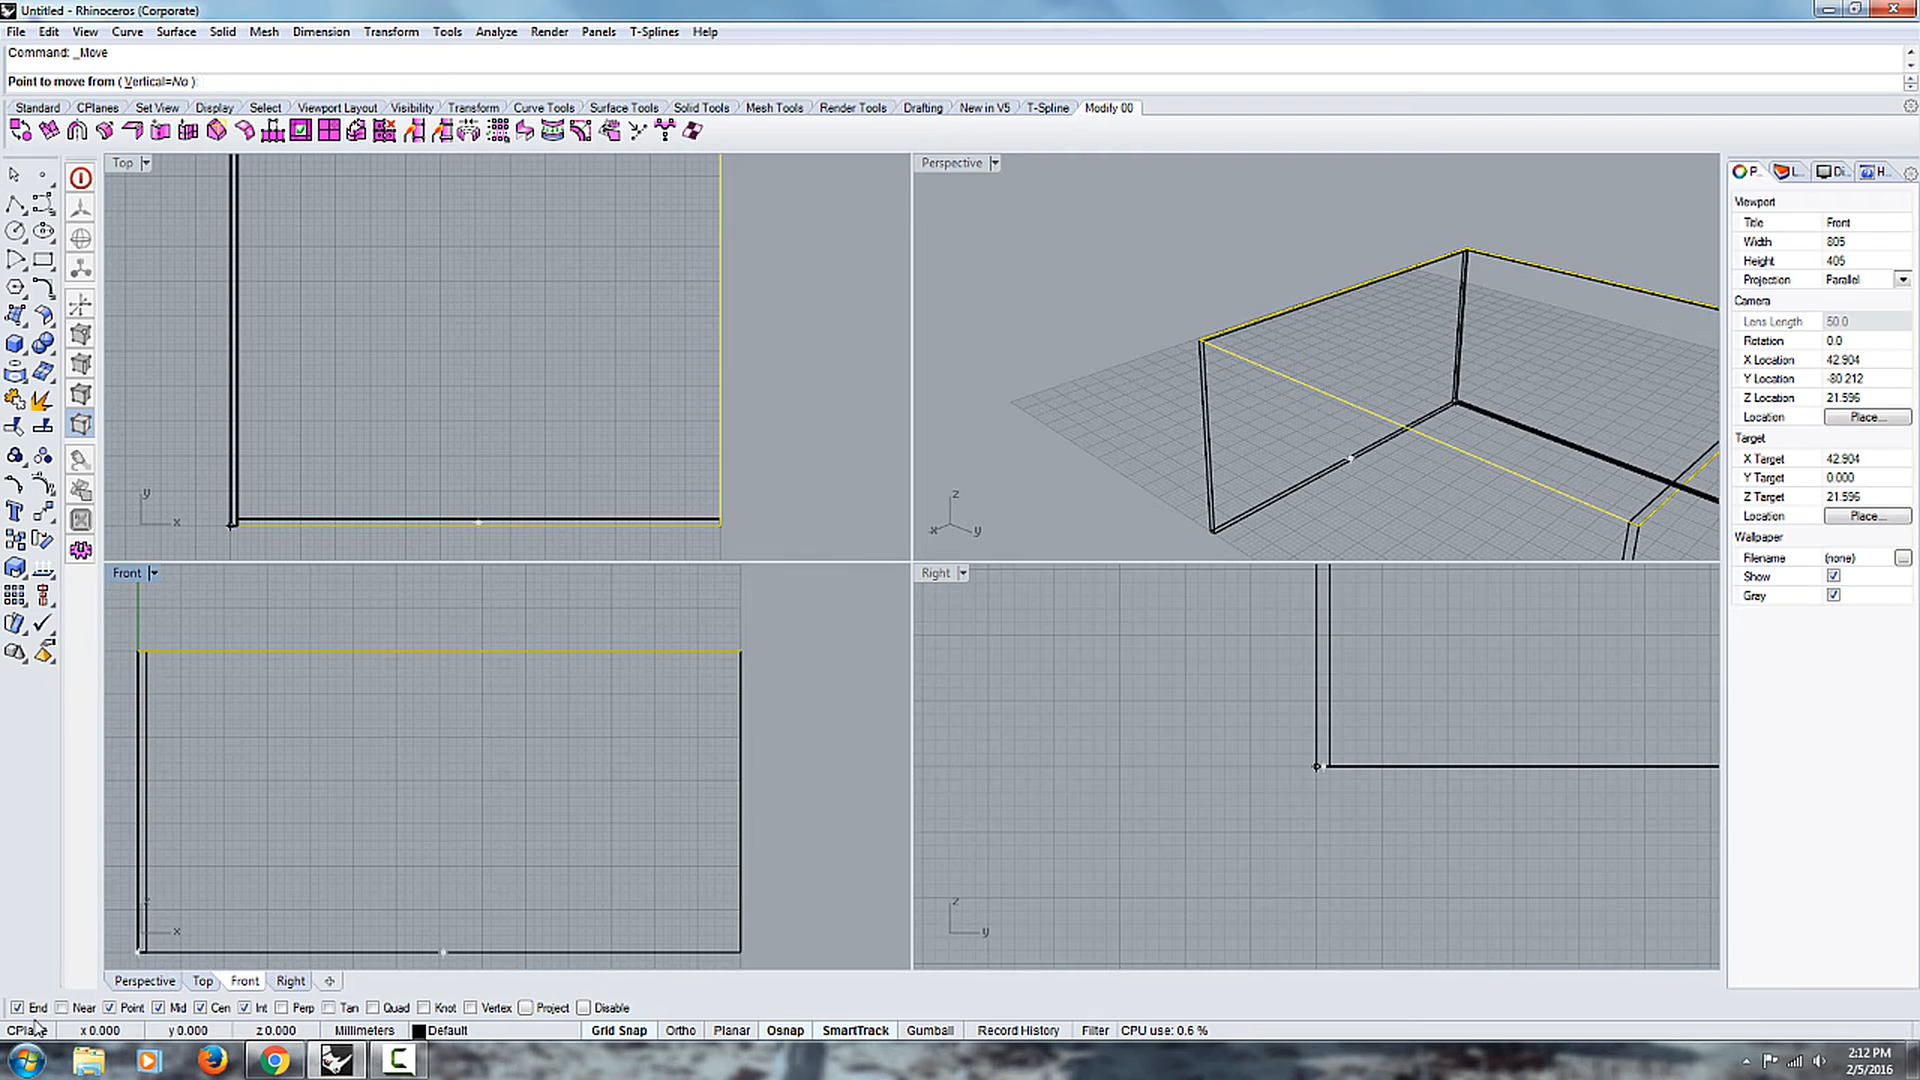 Untitled - Rhinoceros (Corporate)
File Edit View Curve Surface Solid Mesh Dimension Transform Tools Analyze Render Panels T-Splines Help
Command: _Move
Point to move from ( Vertical=No ):
Standard CPlanes Set View Display Select Viewport Layout Visibility Transform Curve Tools Surface Tools Solid Tools Mesh Tools Render Tools Drafting New in V5 T-Spline Modify 00
Top
Perspective
P.. L... Di.. H..
Viewport
Title Front
Width 805
Height 405
Projection Parallel
Camera
Lens Length 50.0
Rotation 0.0
X Location 42.904
Y Location -80.212
Z Location 21.596
Location Place...
Target
X Target 42.904
Y Target 0.000
Z Target 21.596
Location Place...
Wallpaper
Filename (none) ...
Show
Gray
y
x
z
x
y
Front
Right
z
x
z
y
Perspective Top Front Right
End Near Point Mid Cen Int Perp Tan Quad Knot Vertex Project Disable
CPlane x 0.000 y 0.000 z 0.000 Millimeters Default Grid Snap Ortho Planar Osnap SmartTrack Gumball Record History Filter CPU use: 0.6 %
2:12 PM
2/5/2016